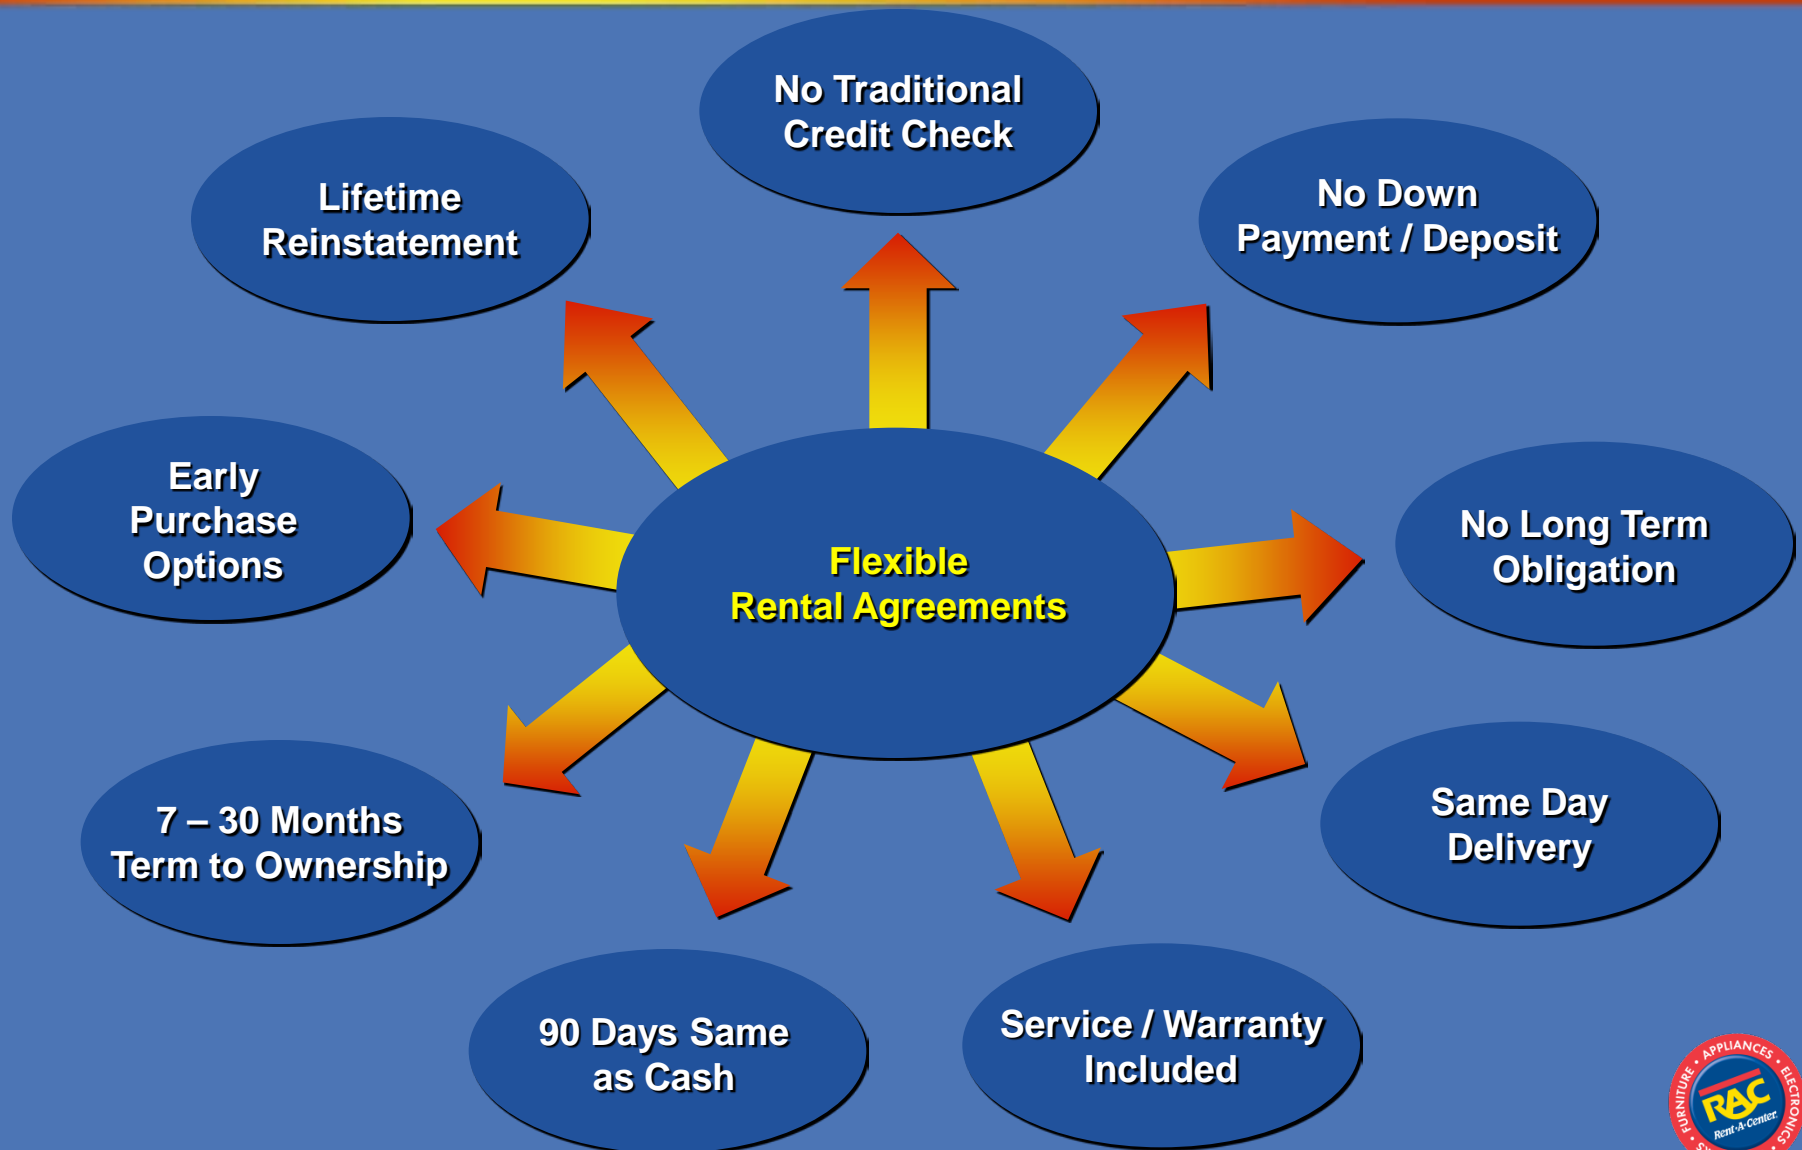 No Traditional
Credit Check
Lifetime
Reinstatement
No Down
Payment / Deposit
Early
Purchase
Options
No Long Term
Obligation
Flexible
Rental Agreements
7 – 30 Months
Term to Ownership
Same Day
Delivery
90 Days Same
as Cash
Service / Warranty
Included
FURNITURE • APPLIANCES • ELECTRONICS •
RAC
Rent-A-Center